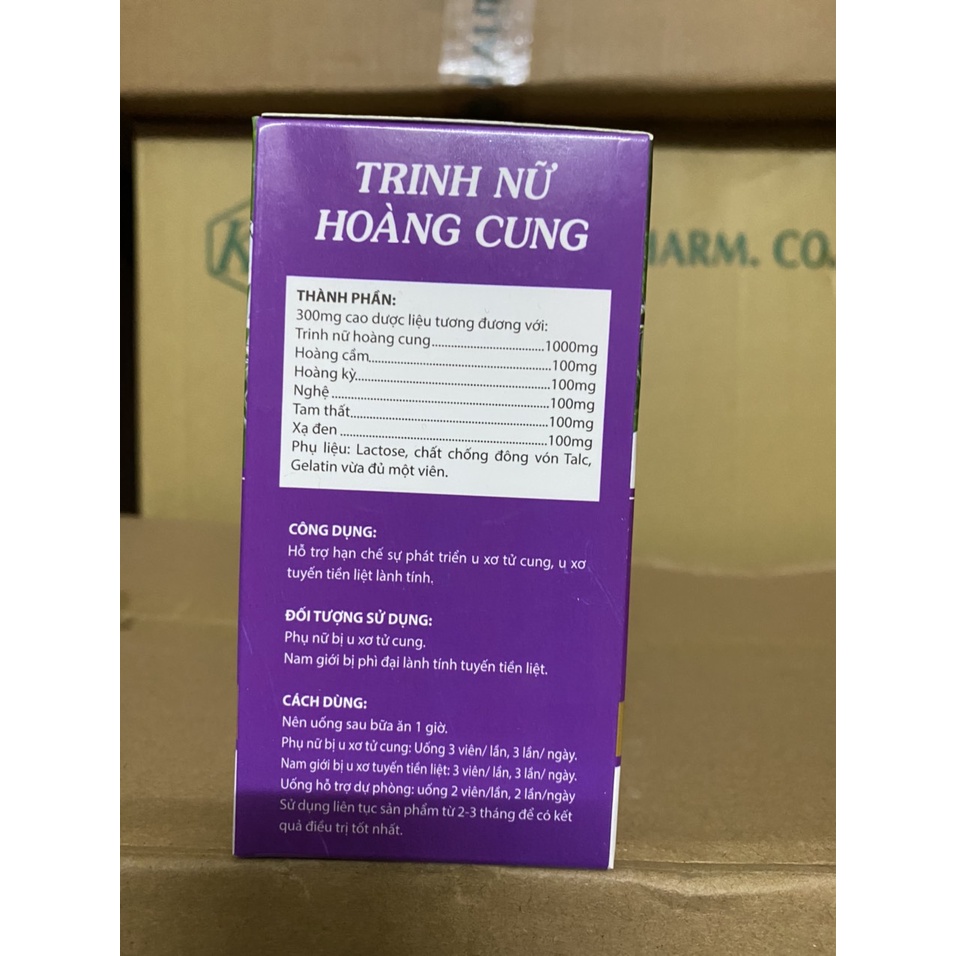 TRINH NỮ
HOÀNG CUNG
THÀNH PHẦN:
300mg cao dược liệu tương đương với:
Trinh nữ hoàng cung...................................1000mg
Hoàng cầm.........................................................100mg
Hoàng kỳ.............................................................100mg
Nghệ....................................................................100mg
Tam thất..............................................................100mg
Xạ đen.................................................................100mg
Phụ liệu: Lactose, chất chống đông vón Talc,
Gelatin vừa đủ một viên.
CÔNG DỤNG:
Hỗ trợ hạn chế sự phát triển u xơ tử cung, u xơ
tuyến tiền liệt lành tính.
ĐỐI TƯỢNG SỬ DỤNG:
Phụ nữ bị u xơ tử cung.
Nam giới bị phì đại lành tính tuyến tiền liệt.
CÁCH DÙNG:
Nên uống sau bữa ăn 1 giờ.
Phụ nữ bị u xơ tử cung: Uống 3 viên/ lần, 3 lần/ ngày.
Nam giới bị u xơ tuyến tiền liệt: 3 viên/ lần, 3 lần/ ngày.
Uống hỗ trợ dự phòng: uống 2 viên/lần, 2 lần/ngày
Sử dụng liên tục sản phẩm từ 2-3 tháng để có kết
quả điều trị tốt nhất.
K
HARM. CO.